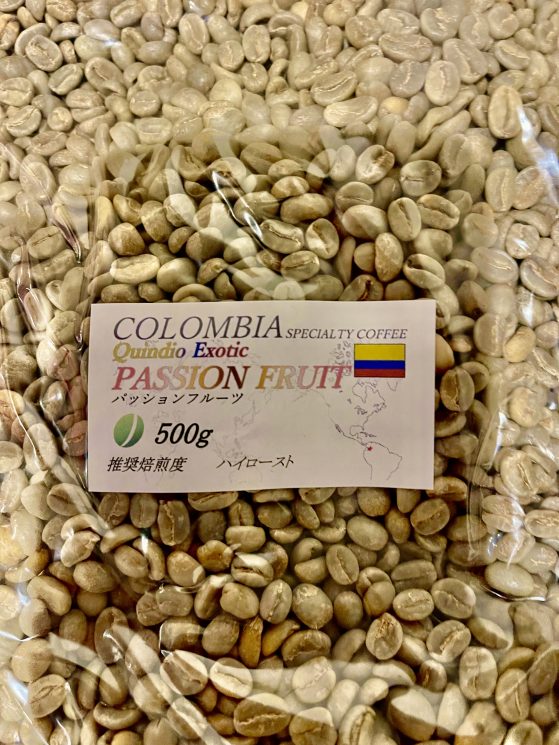 COLOMBIA SPECIALTY COFFEE
Quindio Exotic
PASSION FRUIT
パッションフルーツ
500g
推奨焙煎度 ハイロースト